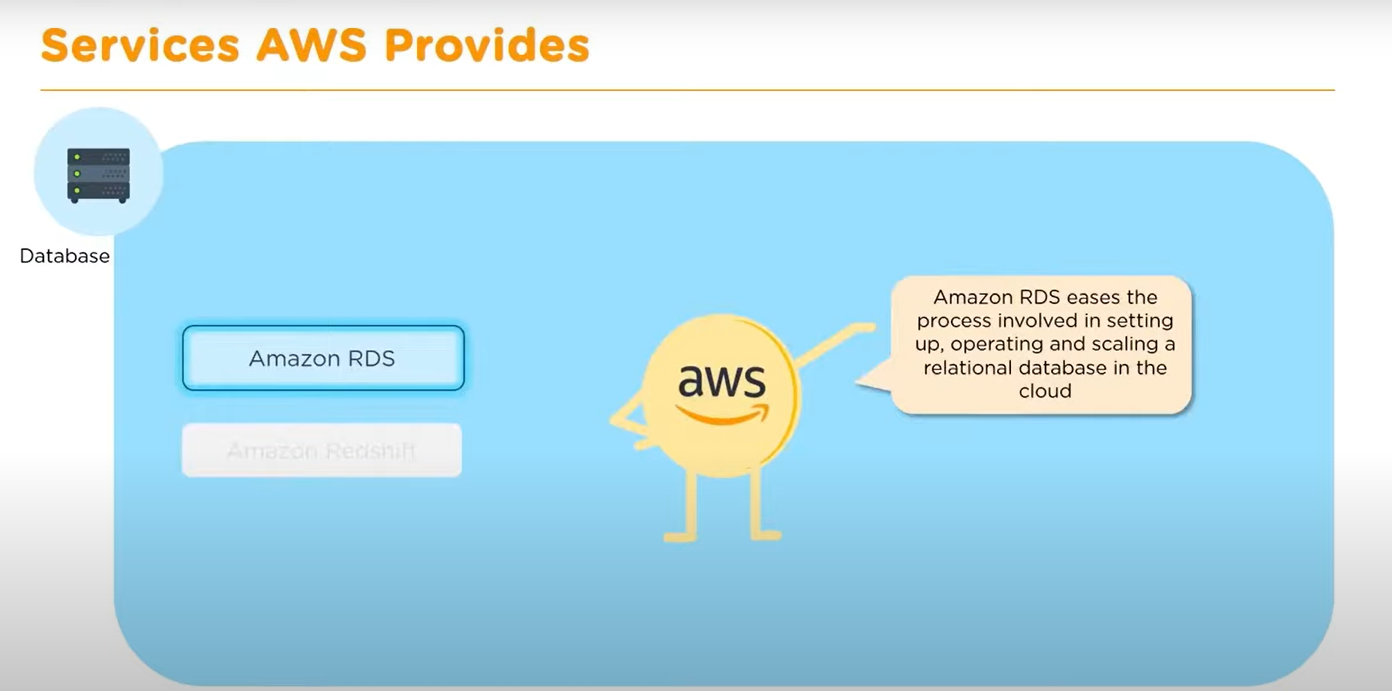 Services AWS Provides
Database
Amazon RDS
Amazon Redshift
aws
Amazon RDS eases the
process involved in setting
up, operating and scaling a
relational database in the
cloud